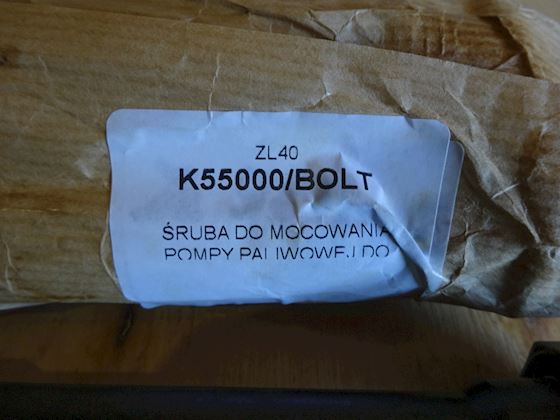 ZL40
K55000/BOLT
ŚRUBA DO MOCOWANIA
POMPY PALIWOWEJ DO